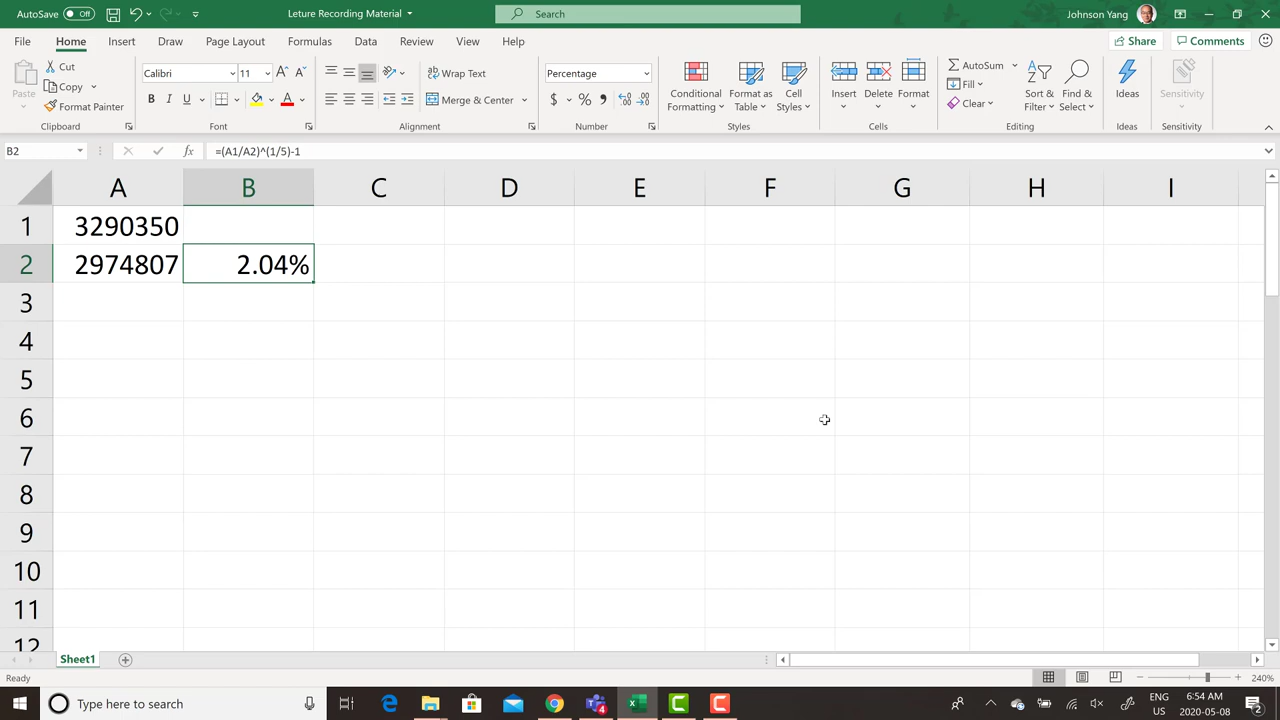 AutoSave Off Leture Recording Material Search Johnson Yang
File Home Insert Draw Page Layout Formulas Data Review View Help Share Comments
Paste Cut Copy Format Painter Clipboard
Calibri 11 A A B I U A Font
Wrap Text Merge & Center Alignment
Percentage $ % , Number
Conditional Formatting Format as Table Cell Styles Styles
Insert Delete Format Cells
AutoSum Fill Clear Sort & Filter Find & Select Editing
Ideas Ideas
Sensitivity Sensitivity
B2 fx =(A1/A2)^(1/5)-1
A B C D E F G H I
1 3290350
2 2974807 2.04%
3
4
5
6
7
8
9
10
11
12
Sheet1
Ready 240%
Type here to search 4 ENG 6:54 AM
US 2020-05-08